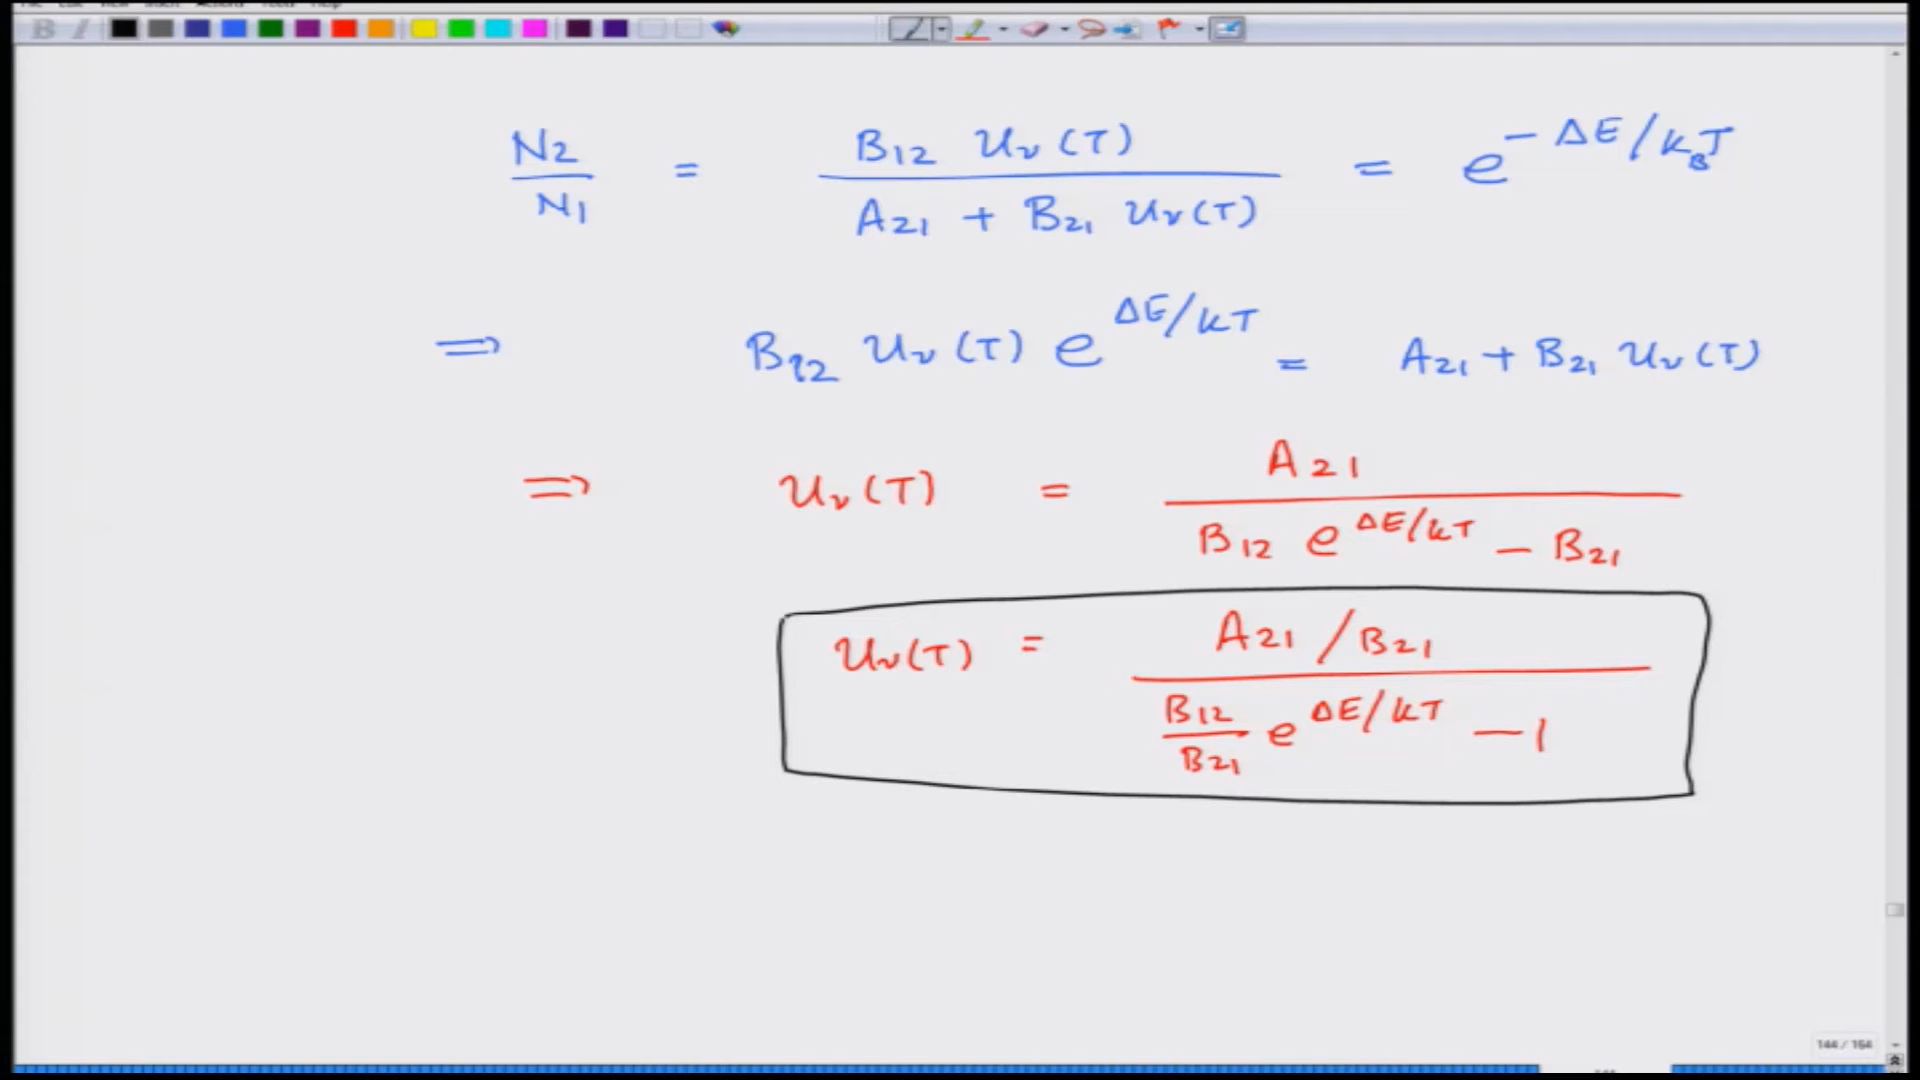 N2/N1 = B12 Uν(T) / (A21 + B21 Uν(T)) = e^(-ΔE/kBT)
⇒ B12 Uν(T) e^(ΔE/kT) = A21 + B21 Uν(T)
⇒ Uν(T) = A21 / (B12 e^(ΔE/kT) - B21)
Uν(T) = (A21/B21) / ((B12/B21) e^(ΔE/kT) - 1)
144 / 164